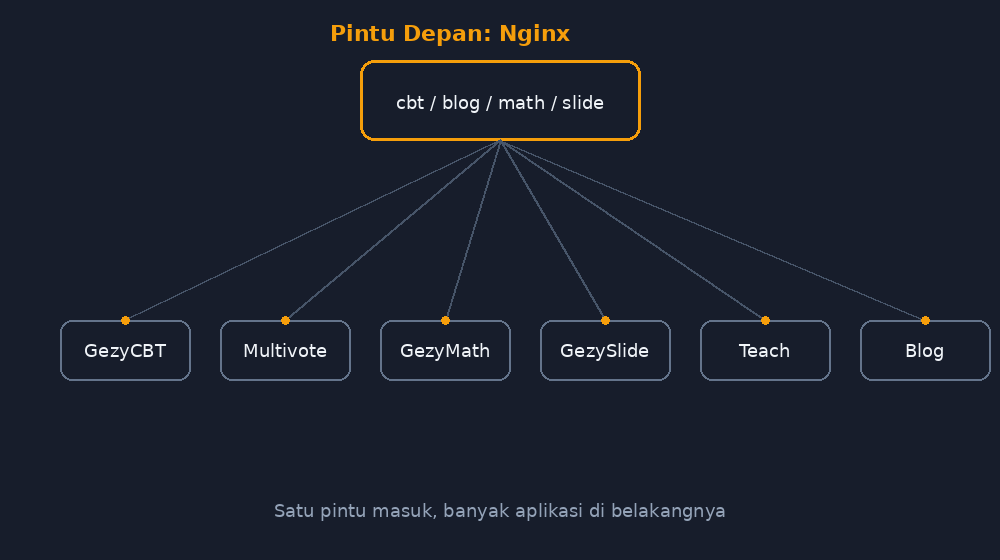 Pintu Depan: Nginx
cbt / blog / math / slide
GezyCBT
Multivote
GezyMath
GezySlide
Teach
Blog
Satu pintu masuk, banyak aplikasi di belakangnya